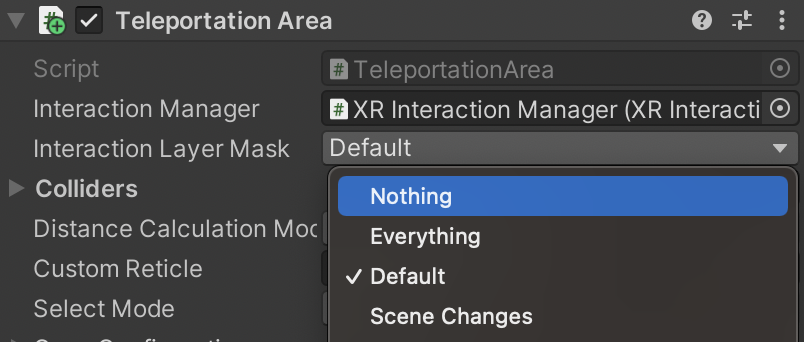 Teleportation Area
Script
# TeleportationArea
Interaction Manager
# XR Interaction Manager (XR Interacti
Interaction Layer Mask
Default
Colliders
Nothing
Distance Calculation Mod
Everything
Custom Reticle
Default
Select Mode
Scene Changes